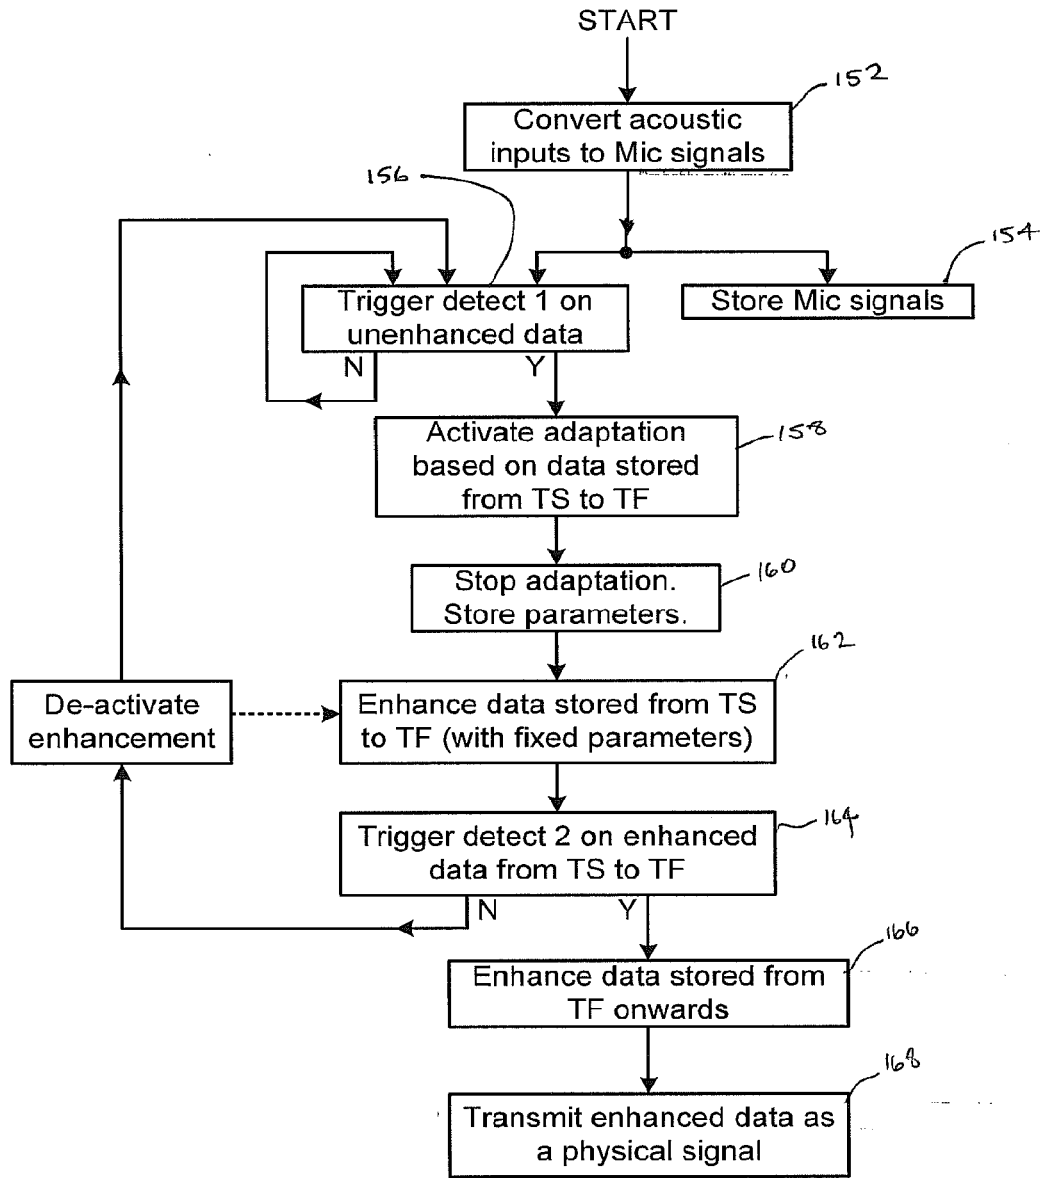 START
152
Convert acoustic
inputs to Mic signals
156
154
Trigger detect 1 on
unenhanced data
Store Mic signals
N
Y
Activate adaptation
based on data stored
from TS to TF
158
Stop adaptation.
Store parameters.
160
162
De-activate
enhancement
Enhance data stored from TS
to TF (with fixed parameters)
Trigger detect 2 on enhanced
data from TS to TF
164
N
Y
166
Enhance data stored from
TF onwards
168
Transmit enhanced data as
a physical signal